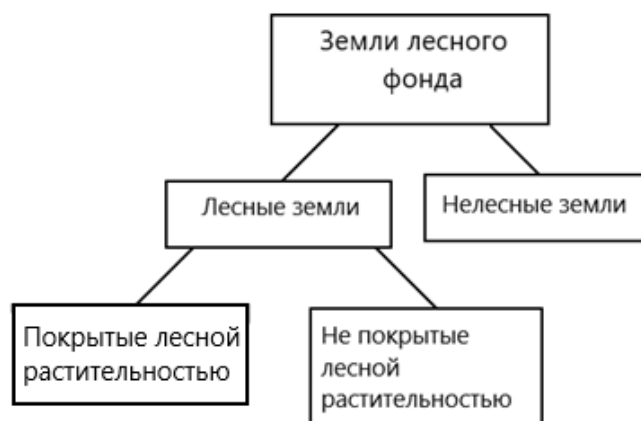 Земли лесного
фонда
Лесные земли
Нелесные земли
Покрытые лесной
растительностью
Не покрытые
лесной
растительностью